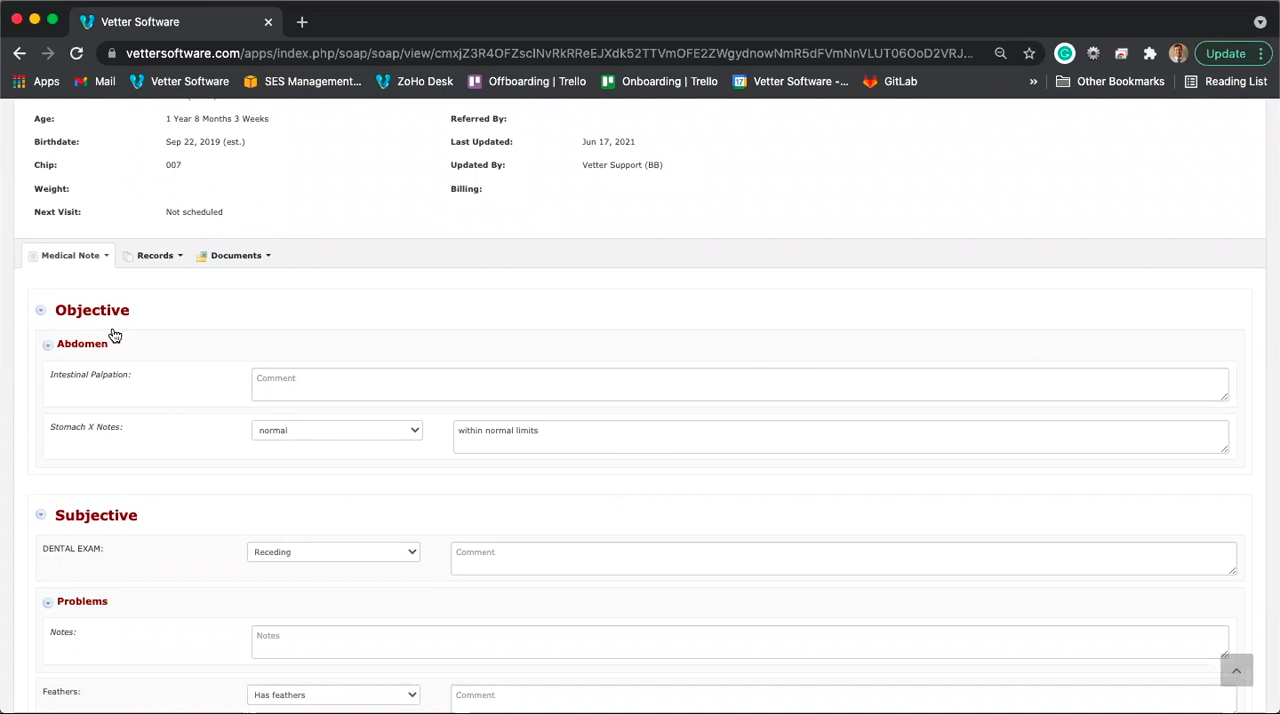 Vetter Software
vettersoftware.com/apps/index.php/soap/soap/view/cmxjZ3R4OFZscINvRkRReEJXdk52TTVmOFE2ZWgydnowNmR5dFVmNnVLUT06OoD2VRJ...
Update
Apps
Mail
Vetter Software
SES Management...
ZoHo Desk
Offboarding | Trello
Onboarding | Trello
Vetter Software -...
GitLab
»
Other Bookmarks
Reading List
Age: 1 Year 8 Months 3 Weeks Referred By:
Birthdate: Sep 22, 2019 (est.) Last Updated: Jun 17, 2021
Chip: 007 Updated By: Vetter Support (BB)
Weight: Billing:
Next Visit: Not scheduled
Medical Note Records Documents
Objective
Abdomen
Intestinal Palpation: Comment
Stomach X Notes: normal within normal limits
Subjective
DENTAL EXAM: Receding Comment
Problems
Notes: Notes
Feathers: Has feathers Comment